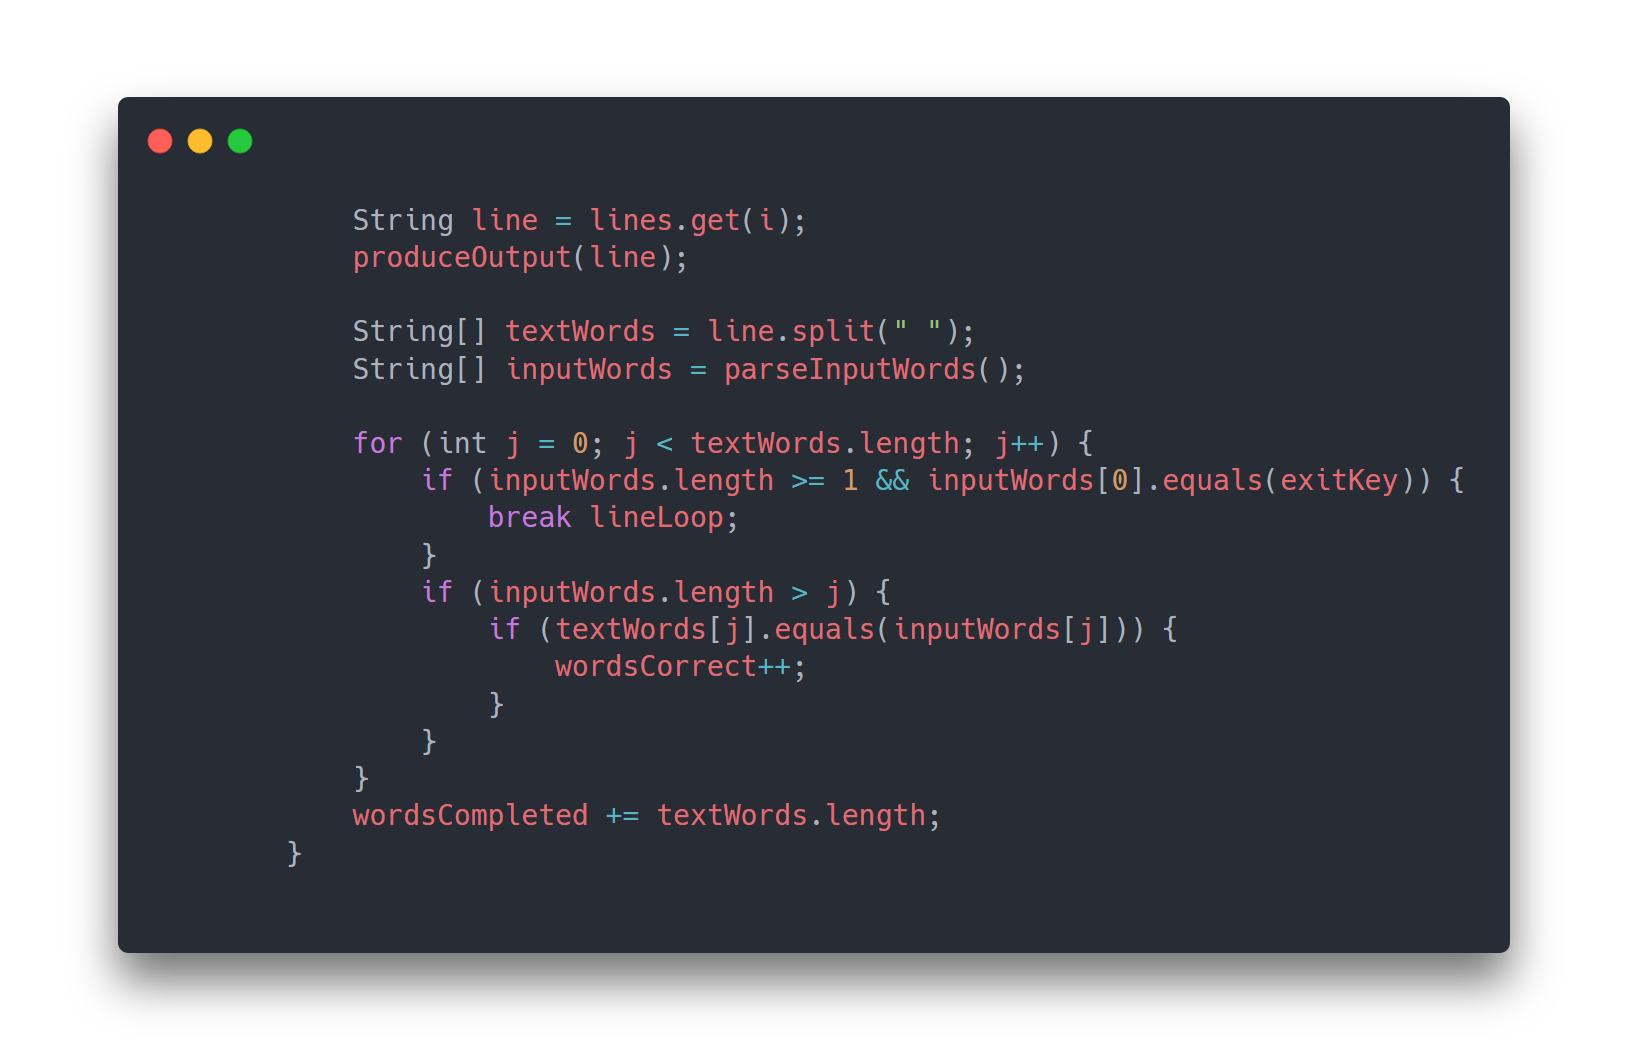 String line = lines.get(i);
produceOutput(line);
String[] textWords = line.split(" ");
String[] inputWords = parseInputWords();
for (int j = 0; j < textWords.length; j++) {
if (inputWords.length >= 1 && inputWords[0].equals(exitKey)) {
break lineLoop;
}
if (inputWords.length > j) {
if (textWords[j].equals(inputWords[j])) {
wordsCorrect++;
}
}
}
wordsCompleted += textWords.length;
}